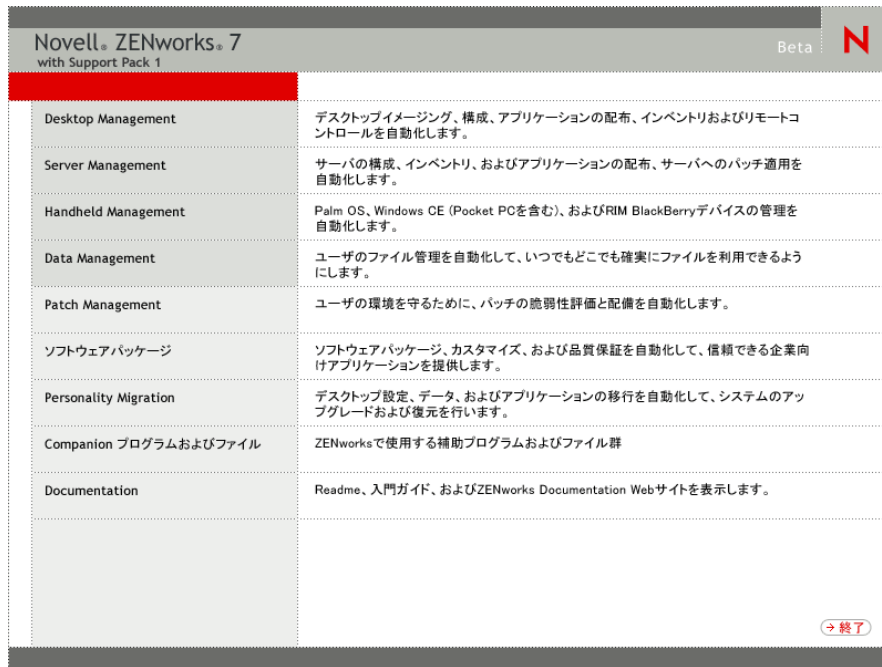 Novell® ZENworks® 7
with Support Pack 1
Beta
N
Desktop Management
デスクトップイメージング、構成、アプリケーションの配布、インベントリおよびリモートコ
ントロールを自動化します。
Server Management
サーバの構成、インベントリ、およびアプリケーションの配布、サーバへのパッチ適用を
自動化します。
Handheld Management
Palm OS、Windows CE (Pocket PCを含む)、およびRIM BlackBerryデバイスの管理を
自動化します。
Data Management
ユーザのファイル管理を自動化して、いつでもどこでも確実にファイルを利用できるよう
にします。
Patch Management
ユーザの環境を守るために、パッチの脆弱性評価と配備を自動化します。
ソフトウェアパッケージ
ソフトウェアパッケージ、カスタマイズ、および品質保証を自動化して、信頼できる企業向
けアプリケーションを提供します。
Personality Migration
デスクトップ設定、データ、およびアプリケーションの移行を自動化して、システムのアッ
プグレードおよび復元を行います。
Companion プログラムおよびファイル
ZENworksで使用する補助プログラムおよびファイル群
Documentation
Readme、入門ガイド、およびZENworks Documentation Webサイトを表示します。
終了